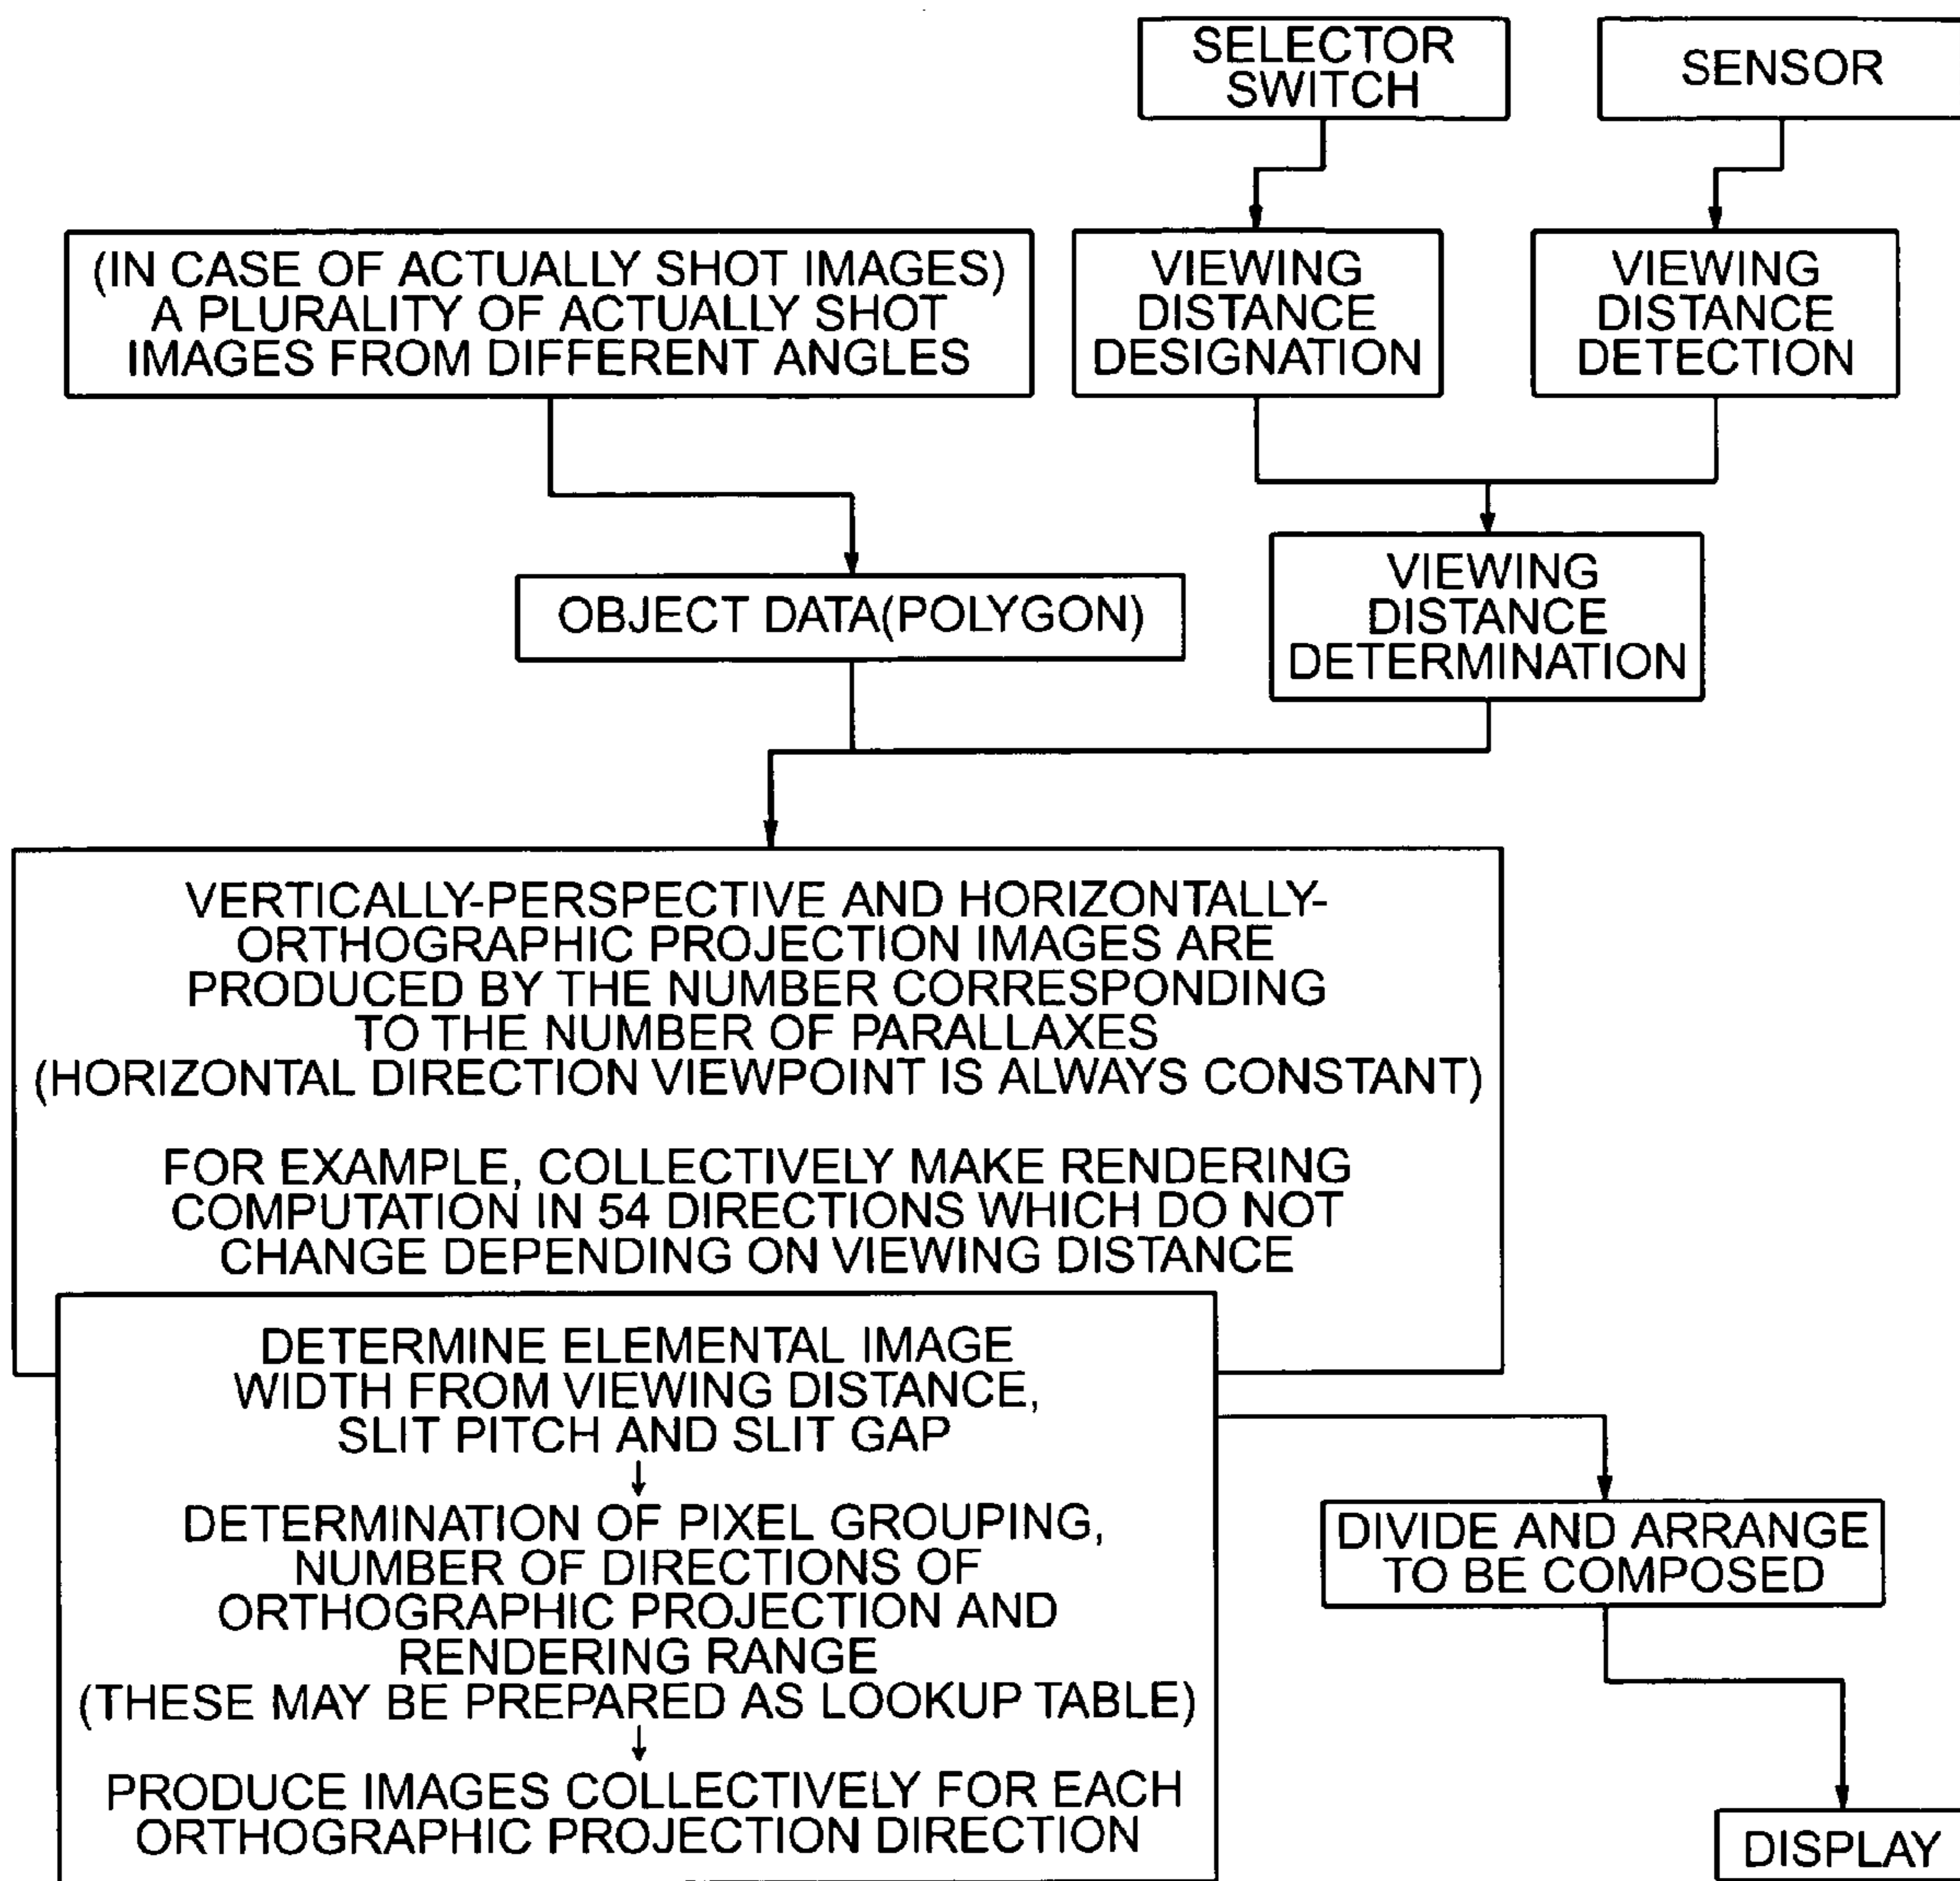 SELECTOR
SWITCH
SENSOR
(IN CASE OF ACTUALLY SHOT IMAGES)
A PLURALITY OF ACTUALLY SHOT
IMAGES FROM DIFFERENT ANGLES
VIEWING
DISTANCE
DESIGNATION
VIEWING
DISTANCE
DETECTION
OBJECT DATA(POLYGON)
VIEWING
DISTANCE
DETERMINATION
VERTICALLY-PERSPECTIVE AND HORIZONTALLY-
ORTHOGRAPHIC PROJECTION IMAGES ARE
PRODUCED BY THE NUMBER CORRESPONDING
TO THE NUMBER OF PARALLAXES
(HORIZONTAL DIRECTION VIEWPOINT IS ALWAYS CONSTANT)
FOR EXAMPLE, COLLECTIVELY MAKE RENDERING
COMPUTATION IN 54 DIRECTIONS WHICH DO NOT
CHANGE DEPENDING ON VIEWING DISTANCE
DETERMINE ELEMENTAL IMAGE
WIDTH FROM VIEWING DISTANCE,
SLIT PITCH AND SLIT GAP
DETERMINATION OF PIXEL GROUPING,
NUMBER OF DIRECTIONS OF
ORTHOGRAPHIC PROJECTION AND
RENDERING RANGE
(THESE MAY BE PREPARED AS LOOKUP TABLE)
PRODUCE IMAGES COLLECTIVELY FOR EACH
ORTHOGRAPHIC PROJECTION DIRECTION
DIVIDE AND ARRANGE
TO BE COMPOSED
DISPLAY